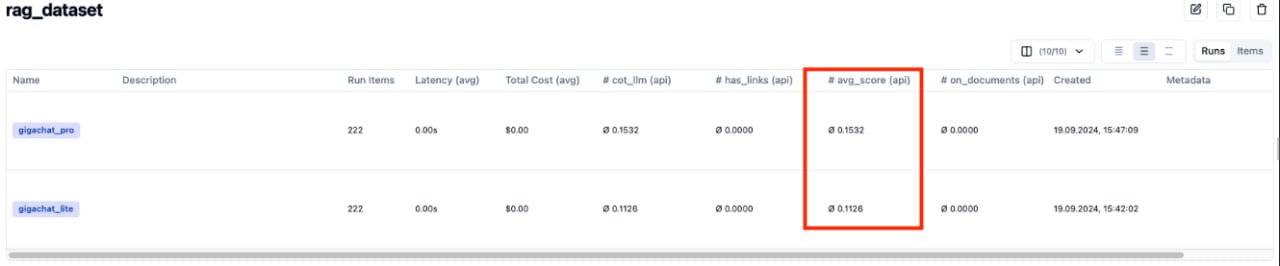 rag_dataset
(10/10) Runs Items
Name Description Run Items Latency (avg) Total Cost (avg) # cot_llm (api) # has_links (api) # avg_score (api) # on_documents (api) Created Metadata
gigachat_pro 222 0.00s $0.00 Ø 0.1532 Ø 0.0000 Ø 0.1532 Ø 0.0000 19.09.2024, 15:47:09
gigachat_lite 222 0.00s $0.00 Ø 0.1126 Ø 0.0000 Ø 0.1126 Ø 0.0000 19.09.2024, 15:42:02